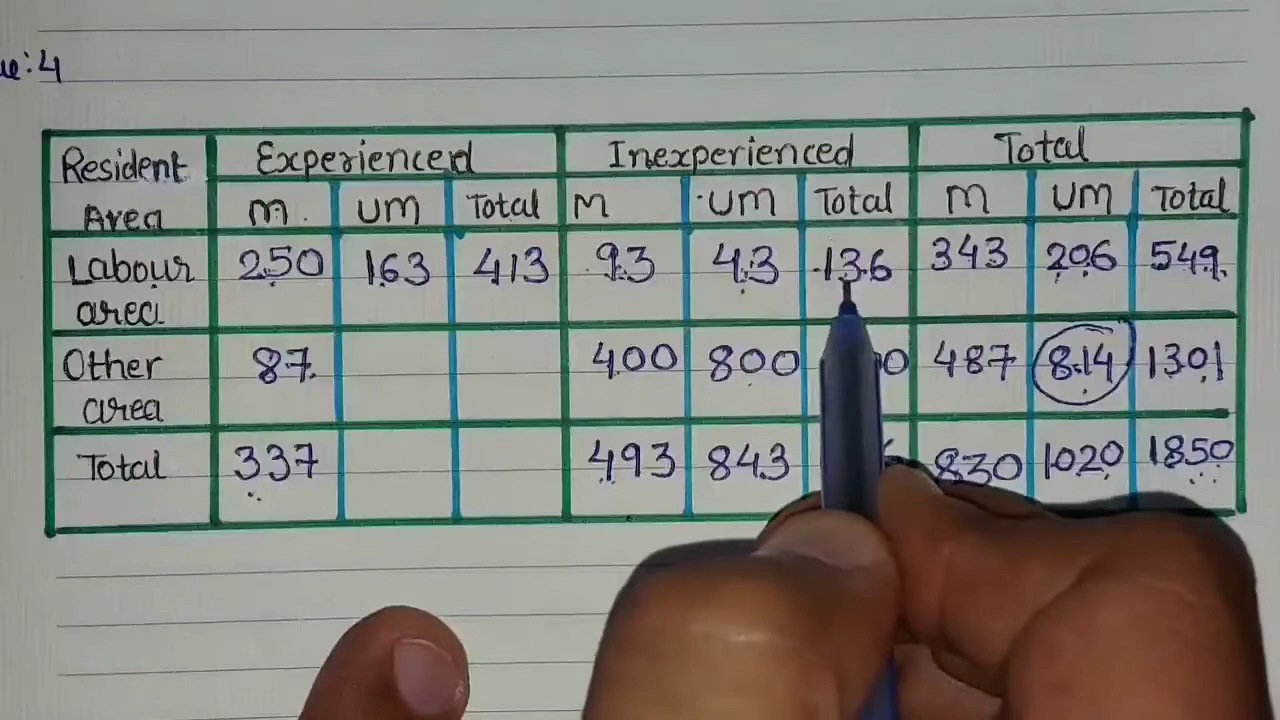 :4
Experienced Inexperienced Total
Resident
Area M UM Total M UM Total M UM Total
Labour 250 163 413 93 43 136 343 206 549
area
Other 87 400 800 487 814 1301
area
Total 337 493 843 830 1020 1850